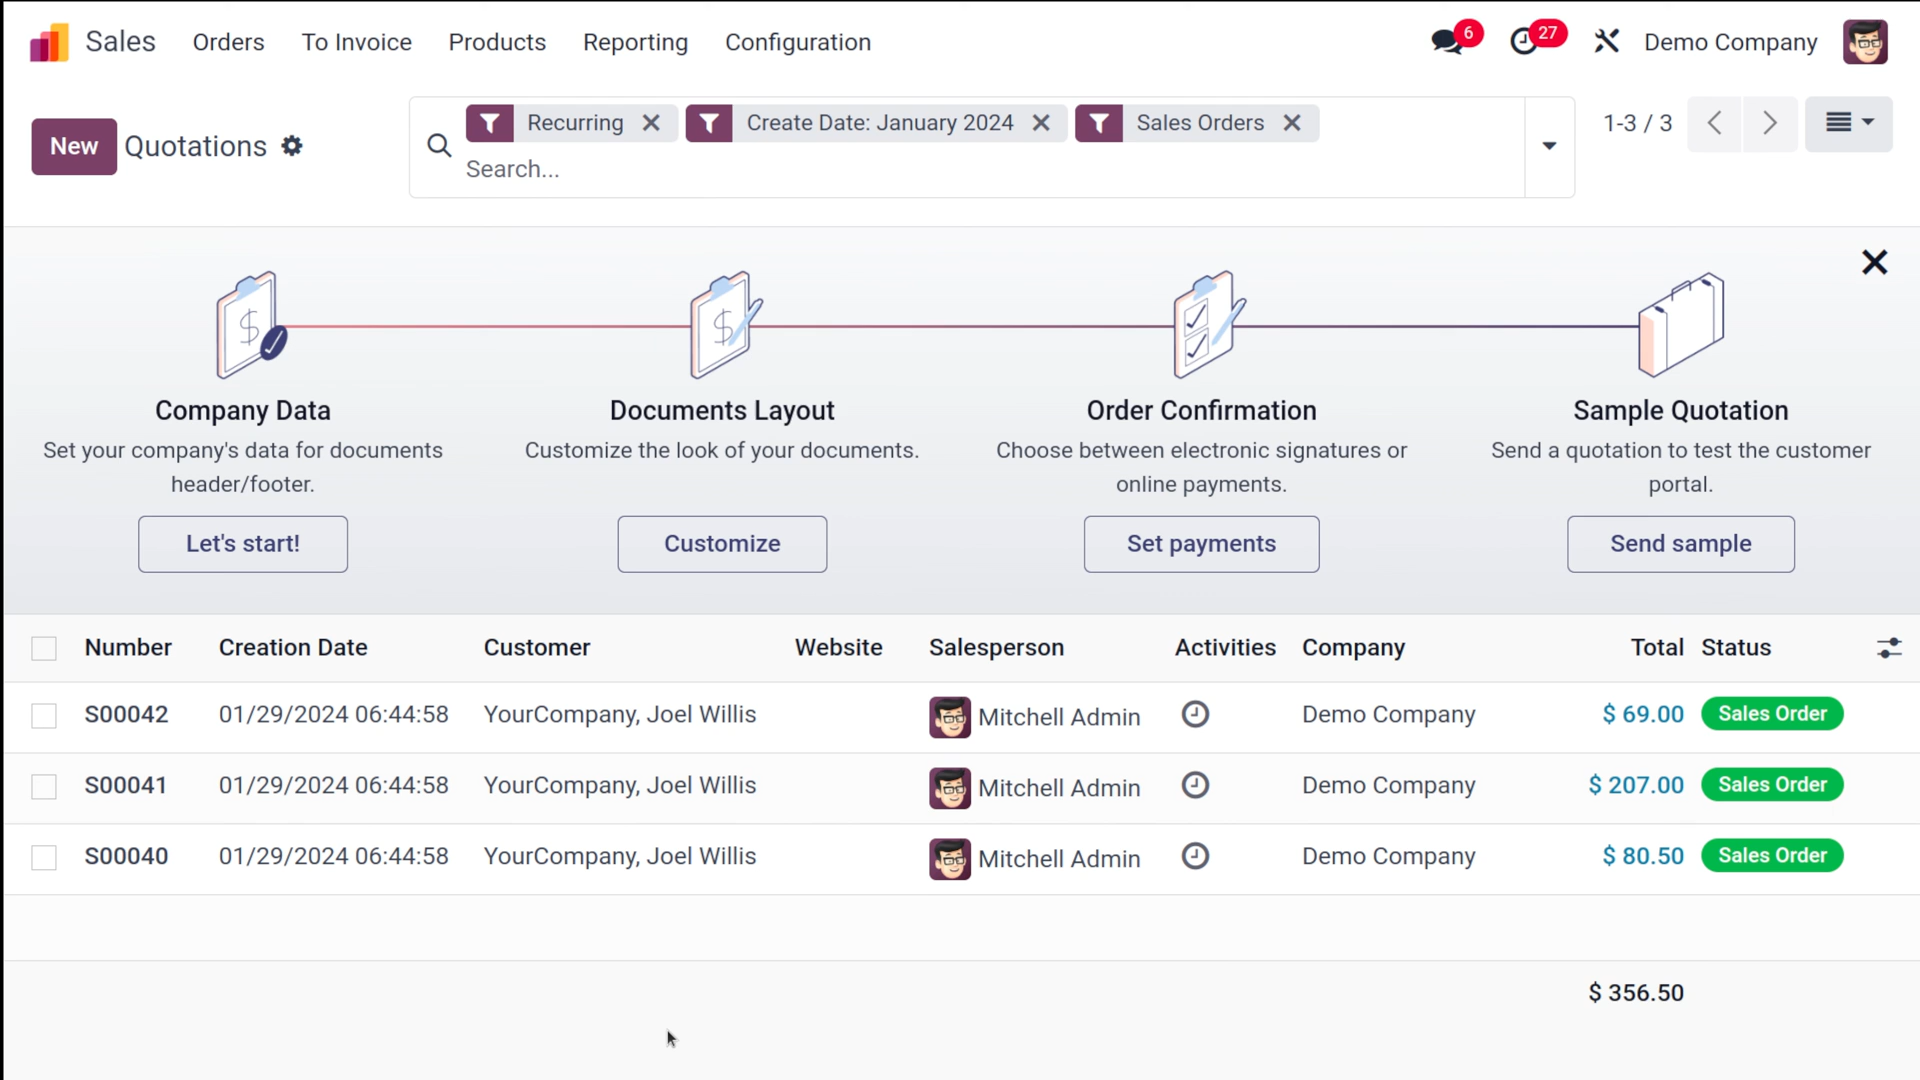 Sales Orders To Invoice Products Reporting Configuration 6 27 Demo Company
New Quotations Recurring Create Date: January 2024 Sales Orders 1-3 / 3
Search...
Company Data Documents Layout Order Confirmation Sample Quotation
Set your company's data for documents Customize the look of your documents. Choose between electronic signatures or Send a quotation to test the customer
header/footer. online payments. portal.
Let's start! Customize Set payments Send sample
Number Creation Date Customer Website Salesperson Activities Company Total Status
S00042 01/29/2024 06:44:58 YourCompany, Joel Willis Mitchell Admin Demo Company $ 69.00 Sales Order
S00041 01/29/2024 06:44:58 YourCompany, Joel Willis Mitchell Admin Demo Company $ 207.00 Sales Order
S00040 01/29/2024 06:44:58 YourCompany, Joel Willis Mitchell Admin Demo Company $ 80.50 Sales Order
$ 356.50